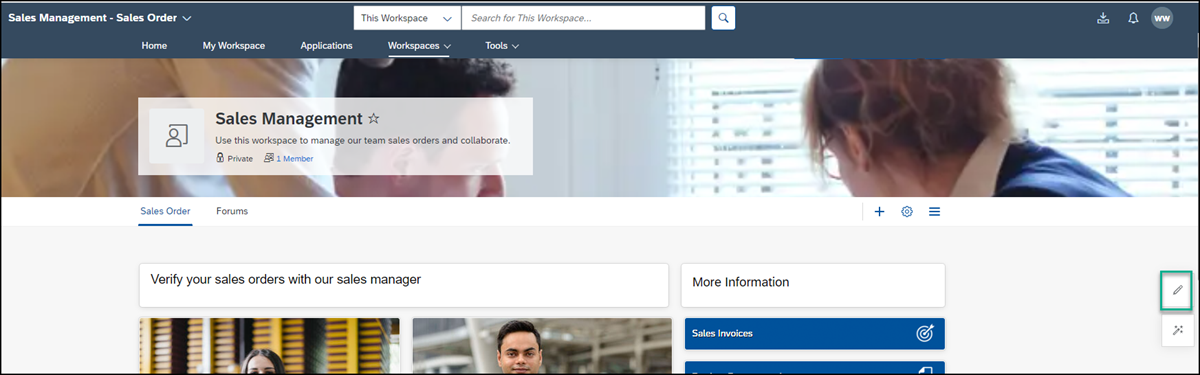 Sales Management - Sales Order
This Workspace
Search for This Workspace...
WW
Home
My Workspace
Applications
Workspaces
Tools
Sales Management
Use this workspace to manage our team sales orders and collaborate.
Private
1 Member
Sales Order
Forums
Verify your sales orders with our sales manager
More Information
Sales Invoices